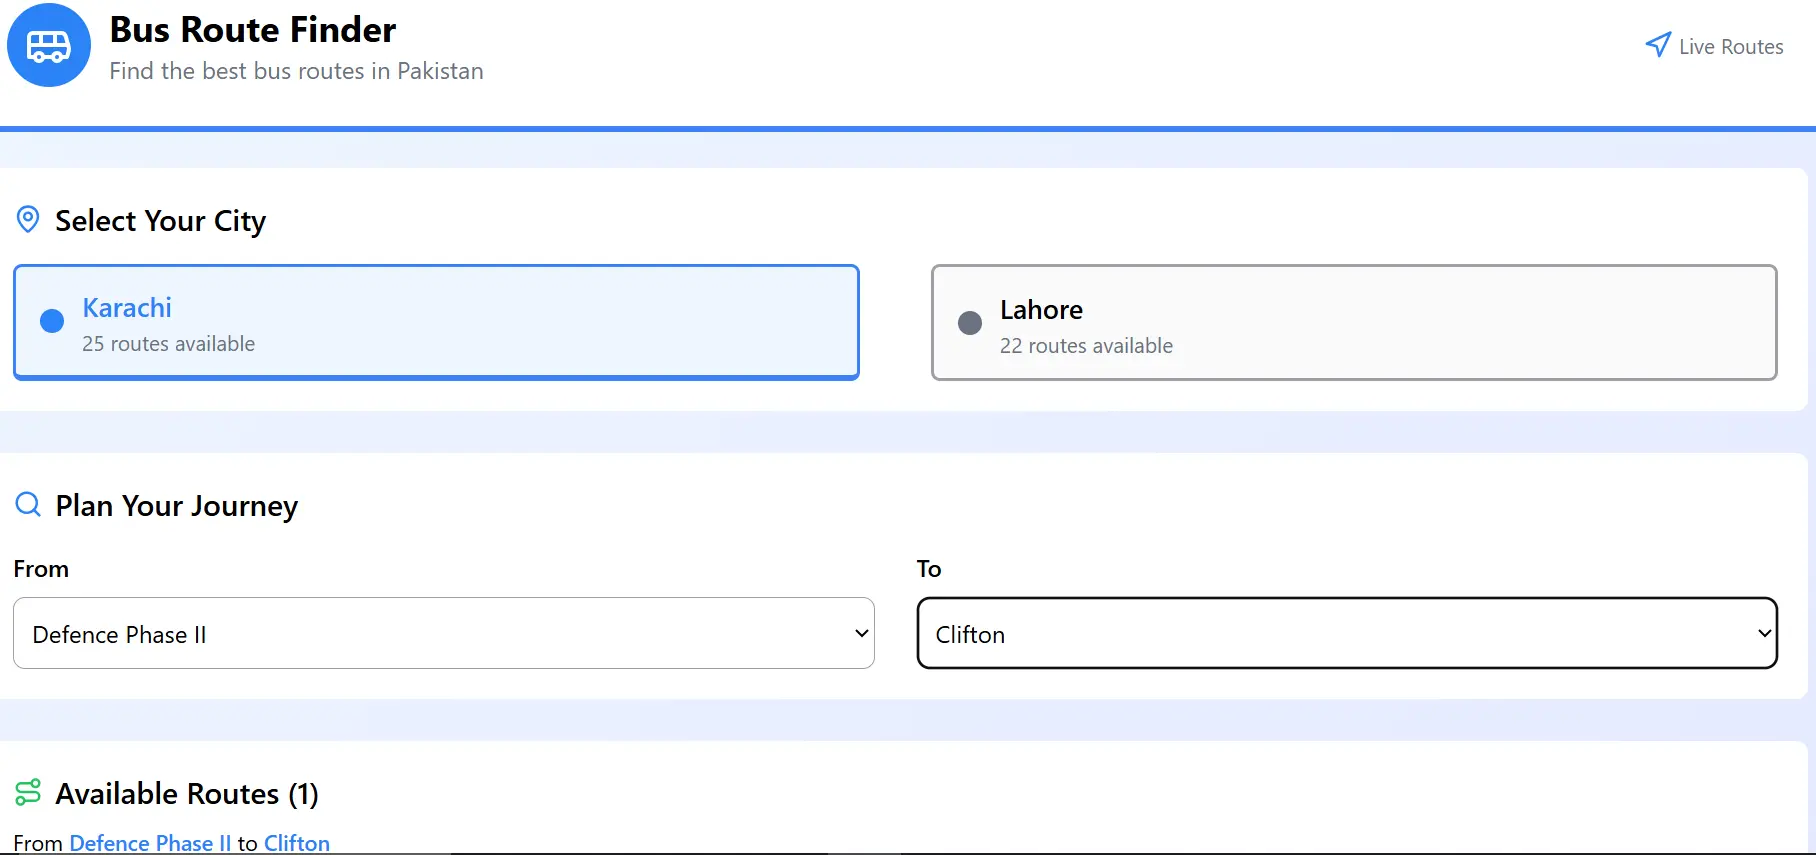 Bus Route Finder
Find the best bus routes in Pakistan
Live Routes
Select Your City
Karachi
25 routes available
Lahore
22 routes available
Plan Your Journey
From
To
Defence Phase II
Clifton
Available Routes (1)
From Defence Phase II to Clifton